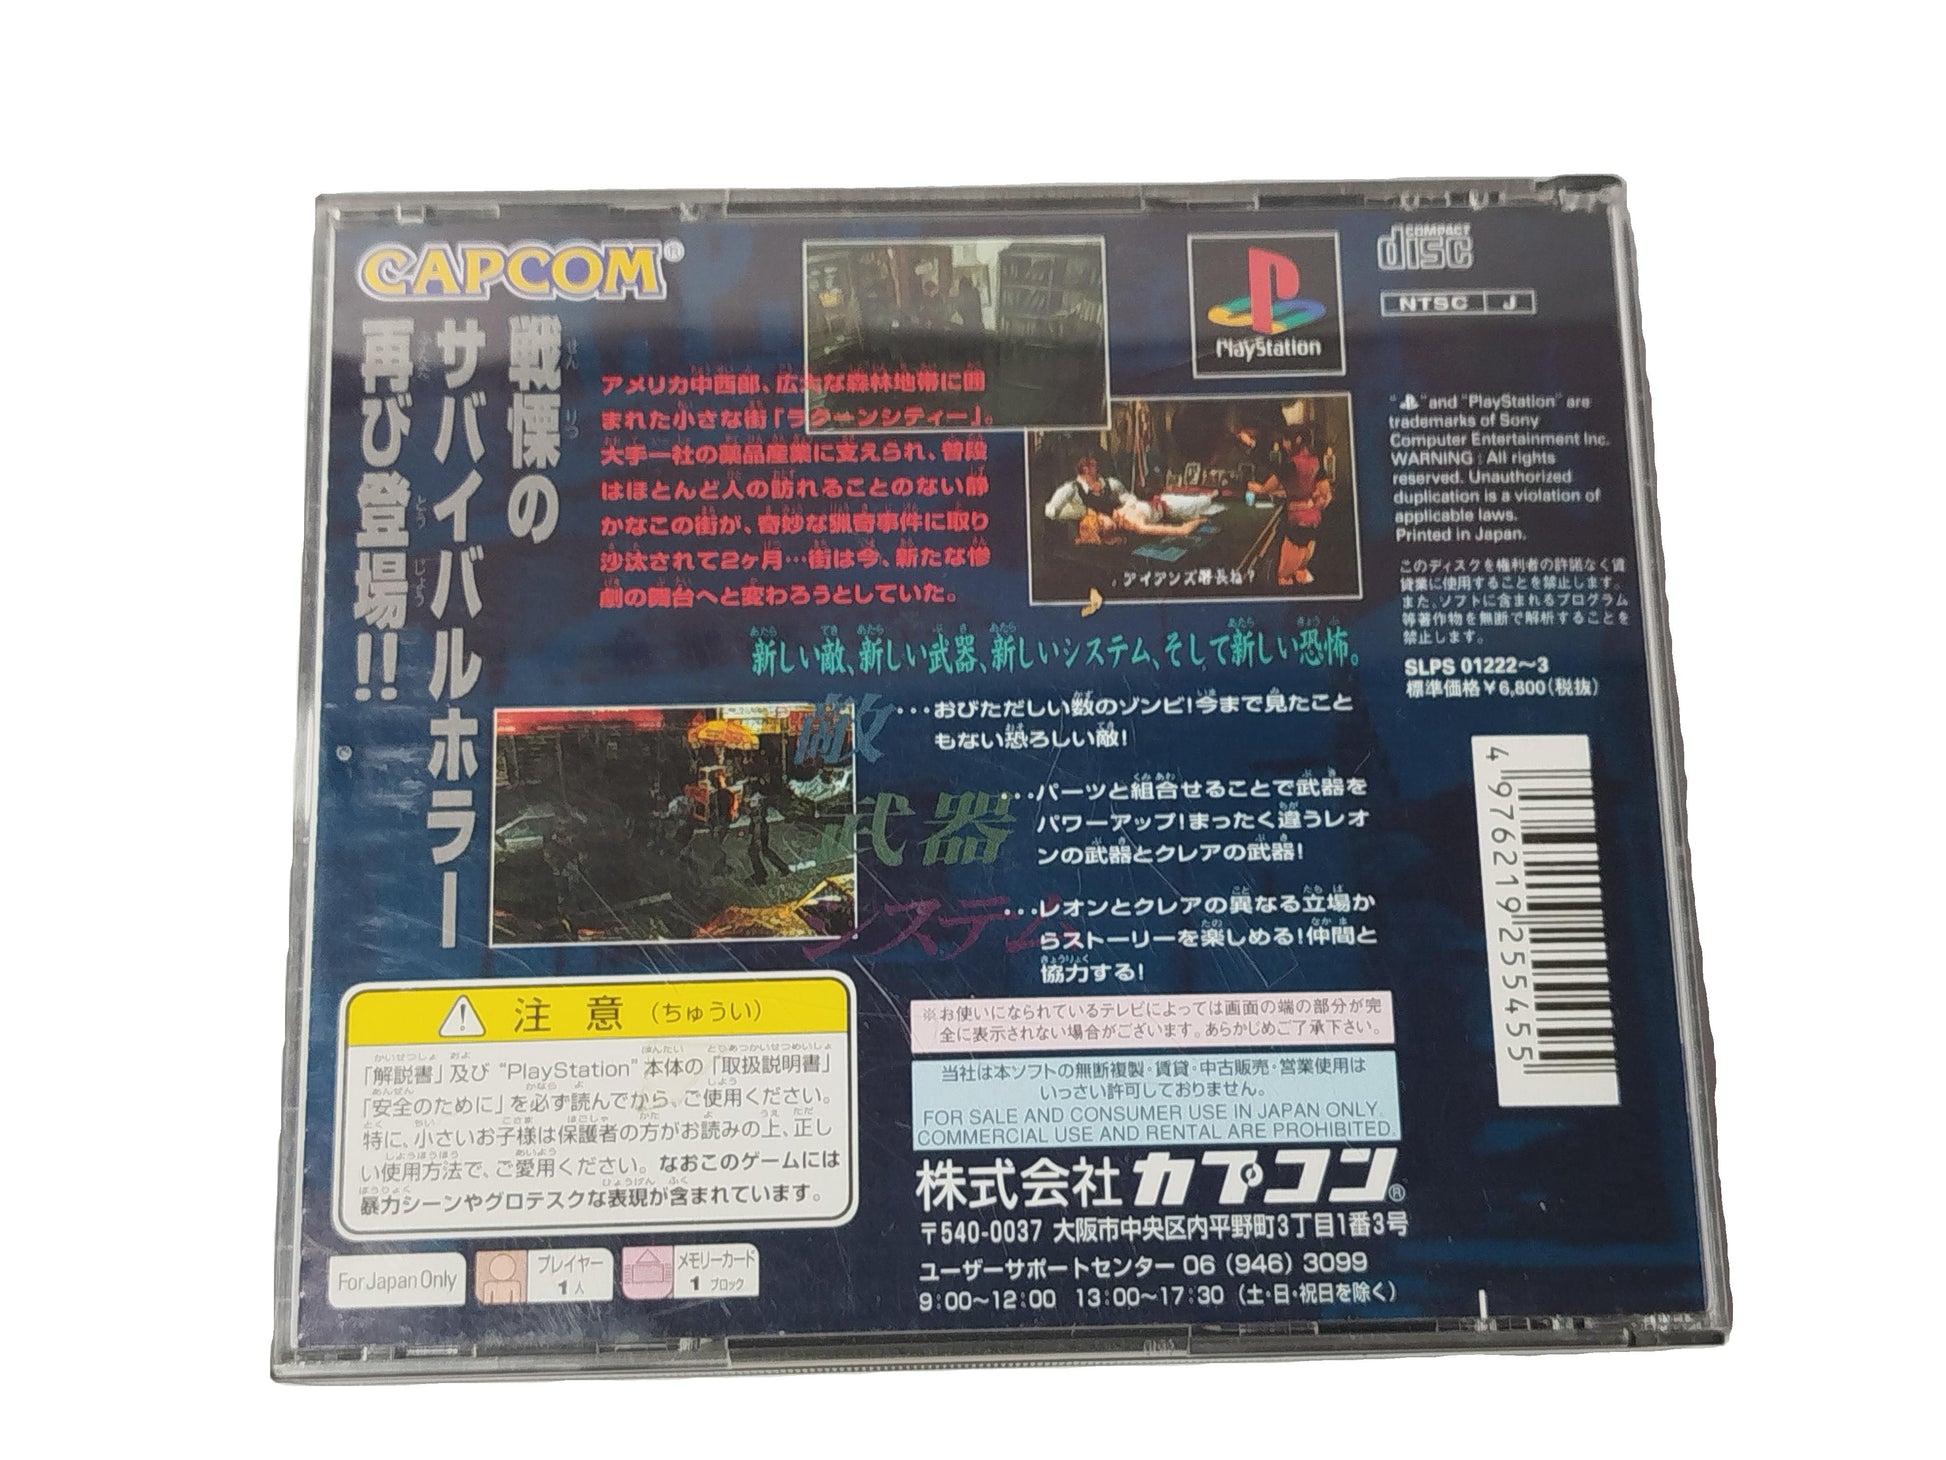 CAPCOM®
戦慄の
サバイバルホラー
再び登場!!
アメリカ中西部、広大な森林地帯に囲
まれた小さな街「ラクーンシティー」。
大手一社の薬品産業に支えられ、普段
はほとんど人の訪れることのない静
かなこの街が、奇妙な猟奇事件に取り
沙汰されて2ヶ月…街は今、新たな惨
劇の舞台へと変わろうとしていた。
アイアンズ署長ね?
PlayStation
COMPACT
disc
NTSC J
" "and "PlayStation" are
trademarks of Sony
Computer Entertainment Inc.
WARNING : All rights
reserved. Unauthorized
duplication is a violation of
applicable laws.
Printed in Japan.
このディスクを権利者の許諾なく賃
貸業に使用することを禁止します。
また、ソフトに含まれるプログラム
等著作物を無断で解析することを
禁止します。
SLPS 01222~3
標準価格¥6,800(税抜)
4976219255455
新しい敵、新しい武器、新しいシステム、そして新しい恐怖。
敵
…おびただしい数のゾンビ!今まで見たこと
もない恐ろしい敵!
武器
…パーツと組合せることで武器を
パワーアップ!まったく違うレオ
ンの武器とクレアの武器!
システム
…レオンとクレアの異なる立場か
らストーリーを楽しめる!仲間と
協力する!
注意(ちゅうい)
「解説書」及び "PlayStation" 本体の「取扱説明書」
「安全のために」を必ず読んでから、ご使用ください。
特に、小さいお子様は保護者の方がお読みの上、正し
い使用方法で、ご愛用ください。なおこのゲームには
暴力シーンやグロテスクな表現が含まれています。
For Japan Only
プレイヤー
1人
メモリーカード
1 ブロック
※お使いになられているテレビによっては画面の端の部分が完
全に表示されない場合がございます。あらかじめご了承下さい。
当社は本ソフトの無断複製・賃貸・中古販売・営業使用は
いっさい許可しておりません。
FOR SALE AND CONSUMER USE IN JAPAN ONLY.
COMMERCIAL USE AND RENTAL ARE PROHIBITED.
株式会社カプコン®
〒540-0037 大阪市中央区内平野町3丁目1番3号
ユーザーサポートセンター 06 (946) 3099
9:00~12:00 13:00~17:30 (土・日・祝日を除く)